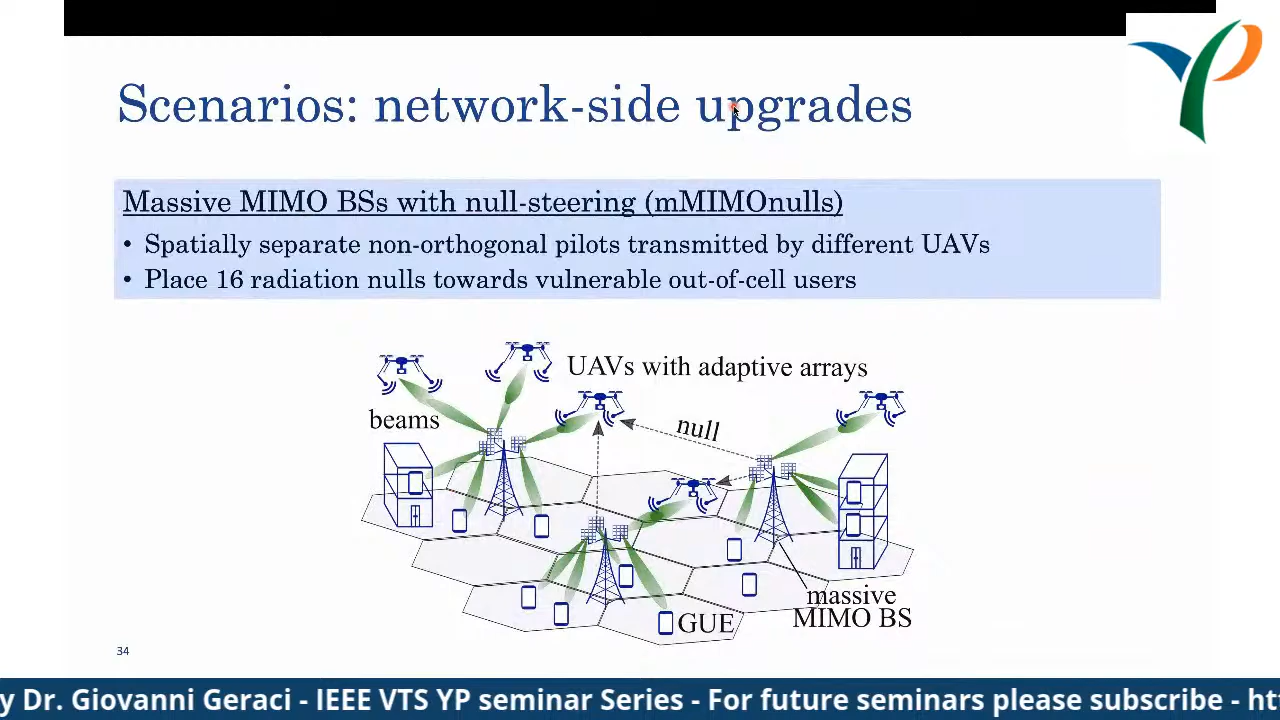 Scenarios: network-side upgrades
Massive MIMO BSs with null-steering (mMIMOnulls)
• Spatially separate non-orthogonal pilots transmitted by different UAVs
• Place 16 radiation nulls towards vulnerable out-of-cell users
UAVs with adaptive arrays
beams
null
massive
MIMO BS
GUE
34
y Dr. Giovanni Geraci - IEEE VTS YP seminar Series - For future seminars please subscribe - ht